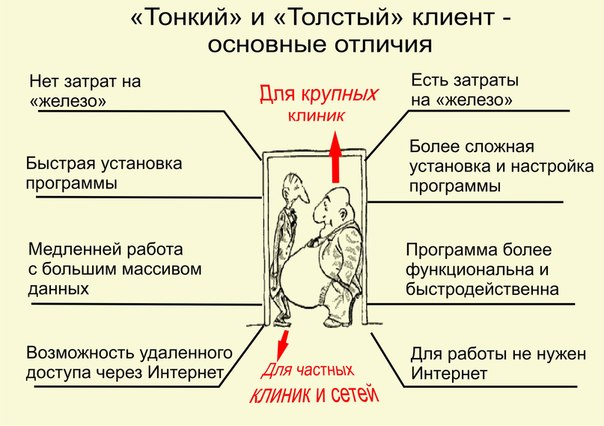 «Тонкий» и «Толстый» клиент -
основные отличия
Нет затрат на
«железо»
Быстрая установка
программы
Медленней работа
с большим массивом
данных
Возможность удаленного
доступа через Интернет
Для крупных
клиник
Для частных
клиник и сетей
Есть затраты
на «железо»
Более сложная
установка и настройка
программы
Программа более
функциональна и
быстродейственна
Для работы не нужен
Интернет